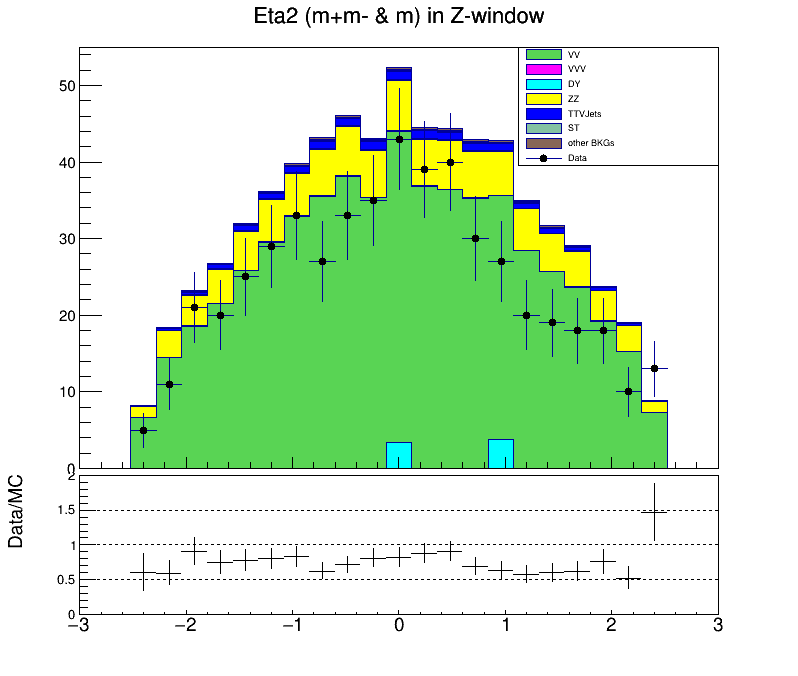 Eta2 (m+m- & m) in Z-window
VV
VVV
DY
ZZ
TTVJets
ST
other BKGs
Data
50
40
30
20
10
0
2
1.5
1
0.5
0
Data/MC
−3 −2 −1 0 1 2 3